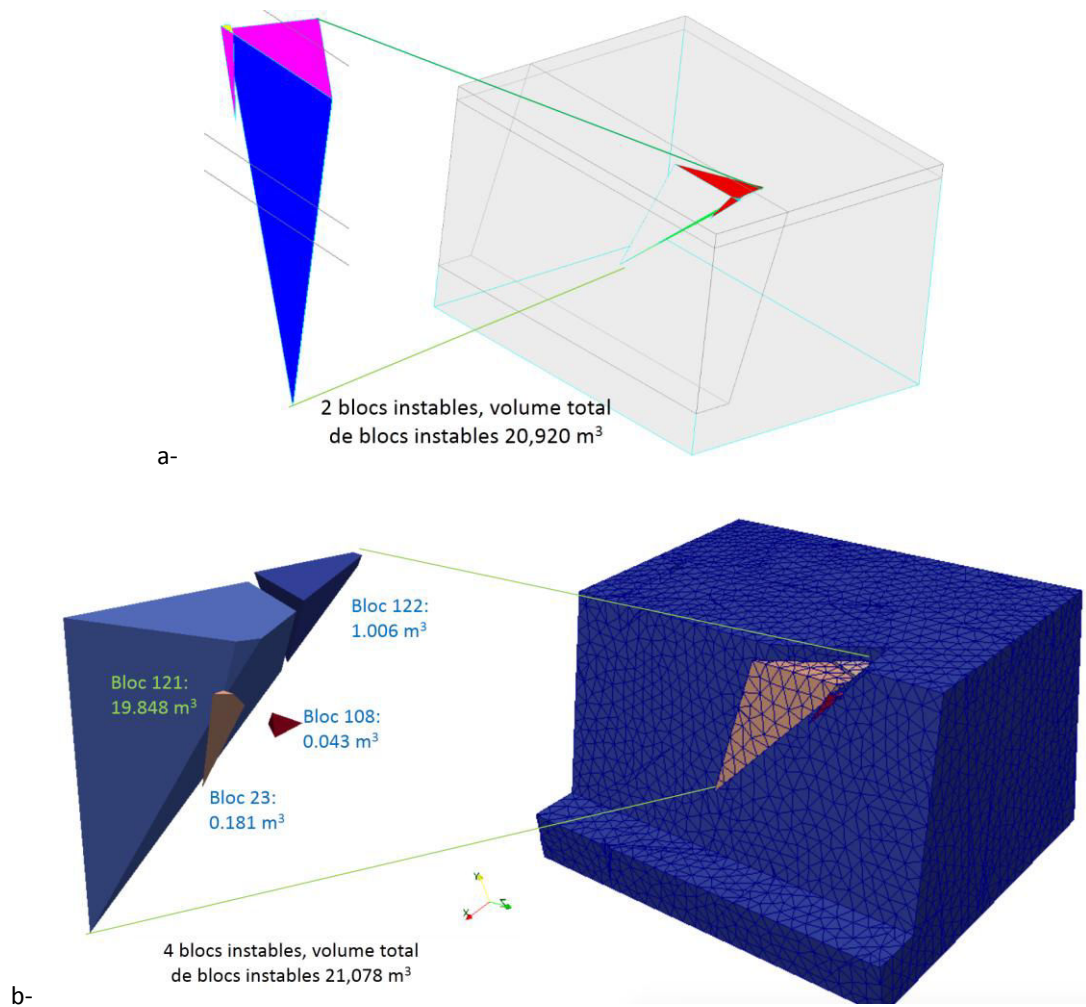 2 blocs instables, volume total
de blocs instables 20,920 m³
a-
Bloc 122:
1.006 m³
Bloc 121:
19.848 m³
Bloc 108:
0.043 m³
Bloc 23:
0.181 m³
Y
X
Z
4 blocs instables, volume total
de blocs instables 21,078 m³
b-